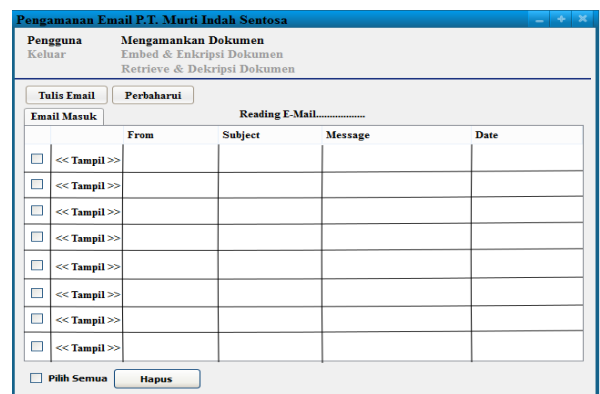 Pengamanan Email P.T. Murti Indah Sentosa
Pengguna Mengamankan Dokumen
Keluar Embed & Enkripsi Dokumen
Retrieve & Dekripsi Dokumen
Tulis Email Perbaharui
Email Masuk Reading E-Mail..................
From Subject Message Date
<< Tampil >>
<< Tampil >>
<< Tampil >>
<< Tampil >>
<< Tampil >>
<< Tampil >>
<< Tampil >>
<< Tampil >>
Pilih Semua Hapus